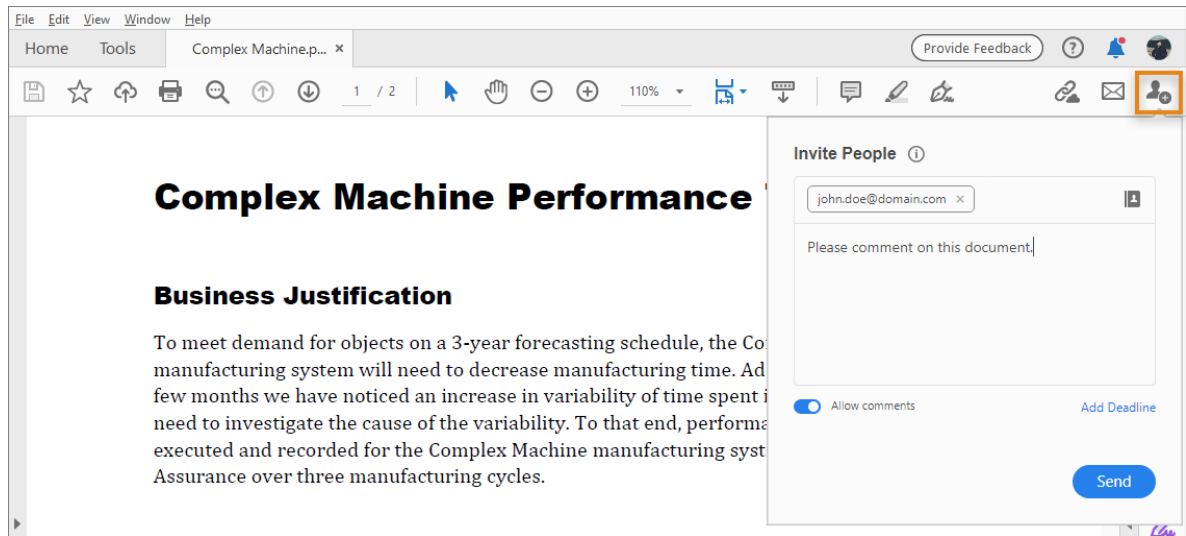 File Edit View Window Help
Home Tools Complex Machine.p... ×
Provide Feedback
1 / 2
110%
Invite People
john.doe@domain.com ×
Please comment on this document.
Allow comments
Add Deadline
Send
Complex Machine Performance
Business Justification
To meet demand for objects on a 3-year forecasting schedule, the Co
manufacturing system will need to decrease manufacturing time. Ad
few months we have noticed an increase in variability of time spent i
need to investigate the cause of the variability. To that end, performa
executed and recorded for the Complex Machine manufacturing syst
Assurance over three manufacturing cycles.